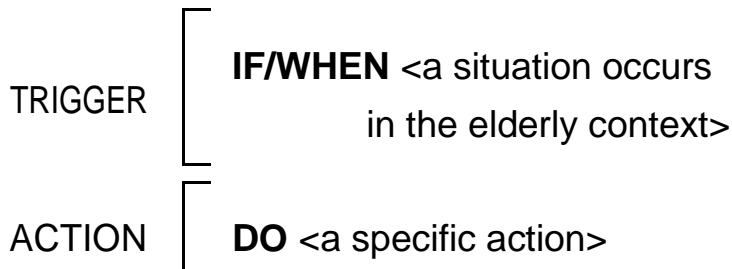 TRIGGER
IF/WHEN <a situation occurs
in the elderly context>
ACTION
DO <a specific action>